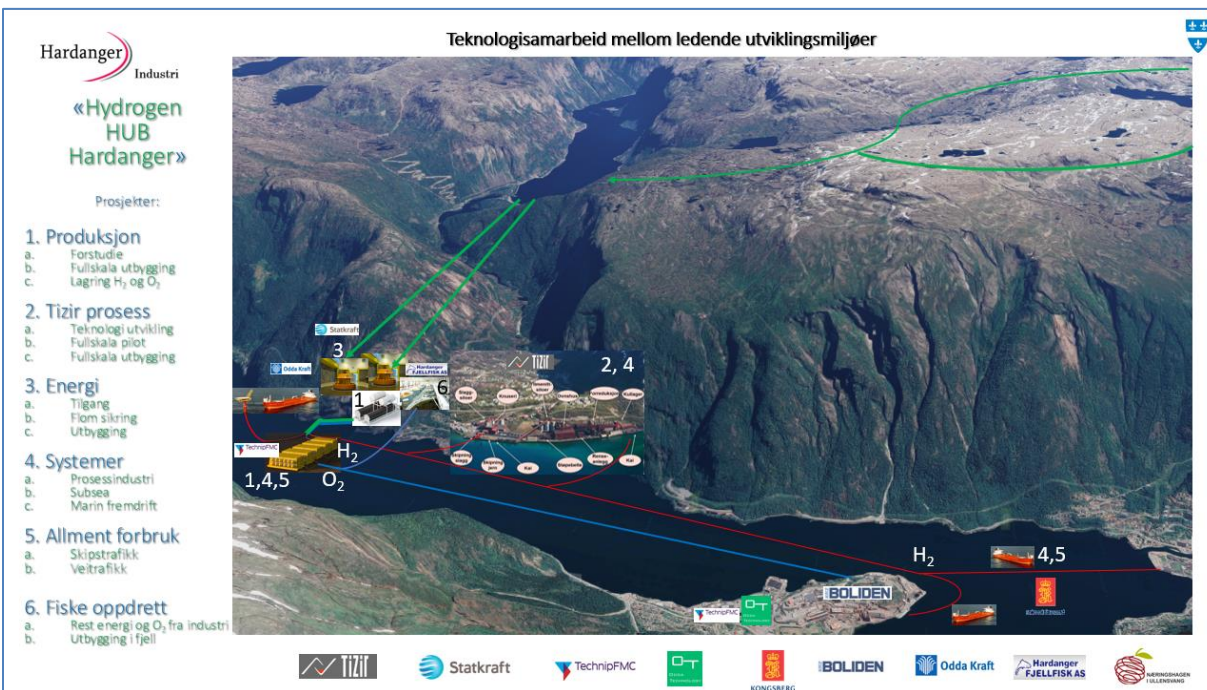 Teknologisamarbeid mellom ledende utviklingsmiljøer
Hardanger
Industri
«Hydrogen
HUB
Hardanger»
Prosjekter:
1. Produksjon
a. Forstudie
b. Fullskala utbygging
c. Lagring H₂ og O₂
2. Tizir prosess
a. Teknologi utvikling
b. Fullskala pilot
c. Fullskala utbygging
3. Energi
a. Tilgang
b. Flom sikring
c. Utbygging
4. Systemer
a. Prosessindustri
b. Subsea
c. Marin fremdrift
5. Allment forbruk
a. Skipstrafikk
b. Veitrafikk
6. Fiske oppdrett
a. Rest energi og O₂ fra industri
b. Utbygging i fjell
Statkraft
3
Odda Kraft
Hardanger
FJELLFISK AS
6
1
TiZir
2, 4
Kai
Kai
TechnipFMC
H₂
O₂
1,4,5
H₂
4,5
TechnipFMC
BOLIDEN
TiZir
Statkraft
TechnipFMC
KONGSBERG
BOLIDEN
Odda Kraft
Hardanger
FJELLFISK AS
NÆRINGSHAGEN
I ULLENSVANG